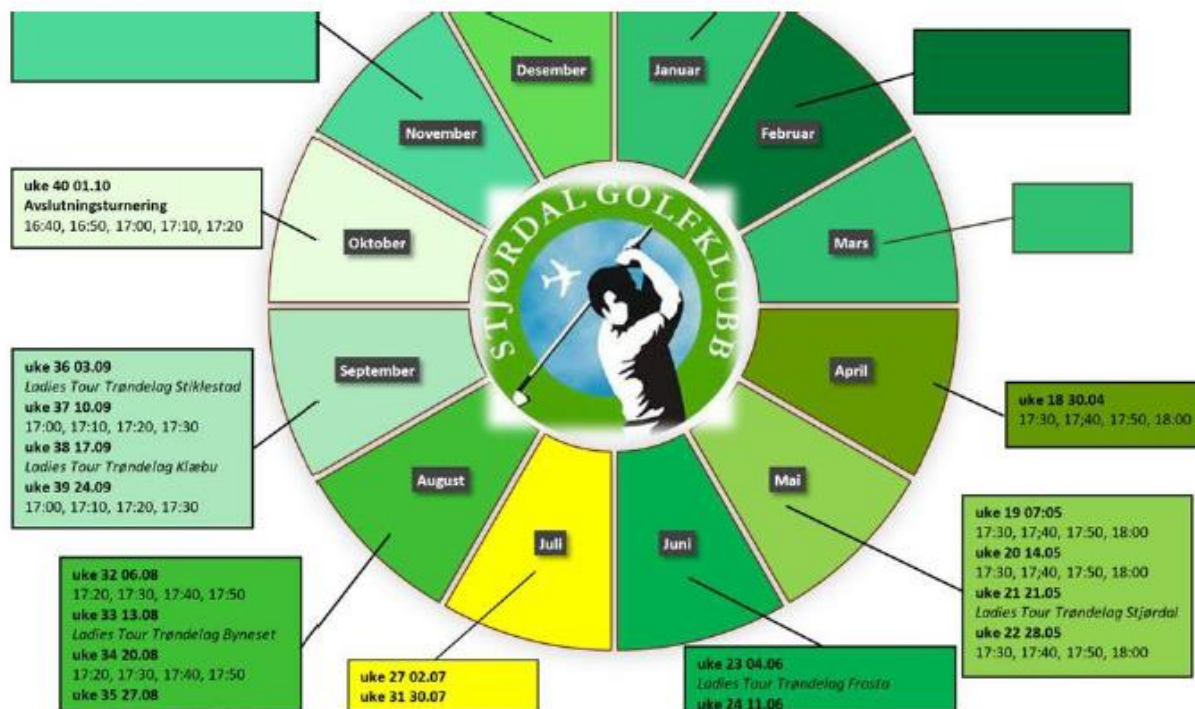 Desember
Januar
Februar
Mars
April
Mai
Juni
Juli
August
September
Oktober
November
STJØRDAL GOLFKLUBB
uke 40 01.10
Avslutningsturnering
16:40, 16:50, 17:00, 17:10, 17:20
uke 36 03.09
Ladies Tour Trøndelag Stiklestad
uke 37 10.09
17:00, 17:10, 17:20, 17:30
uke 38 17.09
Ladies Tour Trøndelag Klæbu
uke 39 24.09
17:00, 17:10, 17:20, 17:30
uke 32 06.08
17:20, 17:30, 17:40, 17:50
uke 33 13.08
Ladies Tour Trøndelag Byneset
uke 34 20.08
17:20, 17:30, 17:40, 17:50
uke 35 27.08
uke 27 02.07
uke 31 30.07
uke 23 04.06
Ladies Tour Trøndelag Frosta
uke 24 11.06
uke 18 30.04
17:30, 17;40, 17:50, 18:00
uke 19 07:05
17:30, 17;40, 17:50, 18:00
uke 20 14.05
17:30, 17;40, 17:50, 18:00
uke 21 21.05
Ladies Tour Trøndelag Stjørdal
uke 22 28.05
17:30, 17:40, 17:50, 18:00